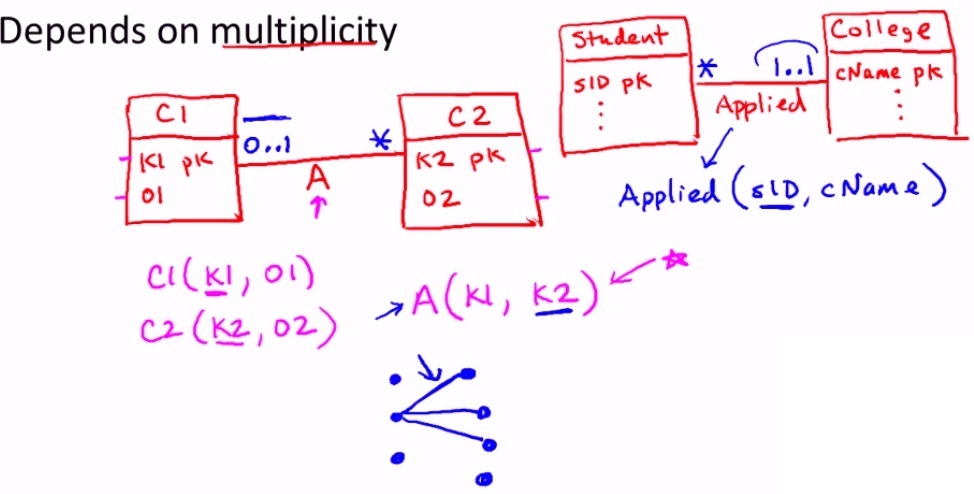 Depends on multiplicity
C1
K1 pk
O1
0..1
A
*
C2
K2 pk
O2
Student
sID pk
*
1..1
Applied
College
cName pk
Applied (sID, cName)
C1(K1, O1)
C2(K2, O2)
A(K1, K2)